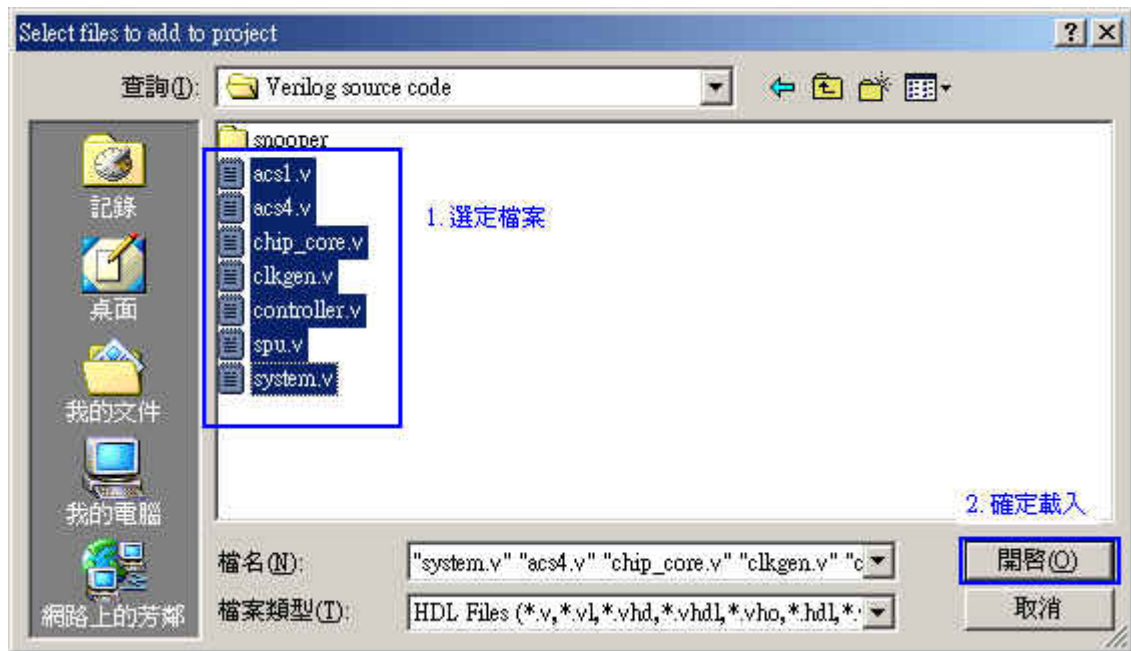 Select files to add to project
查詢(I):
Verilog source code
記錄
桌面
我的文件
我的電腦
網路上的芳鄰
snooper
acs1.v
acs4.v
chip_core.v
clkgen.v
controller.v
spu.v
system.v
1. 選定檔案
2. 確定載入
檔名(N):
"system.v" "acs4.v" "chip_core.v" "clkgen.v" "c
開啓(O)
檔案類型(T):
HDL Files (*.v,*.vl,*.vhd,*.vhdl,*.vho,*.hdl,*.
取消